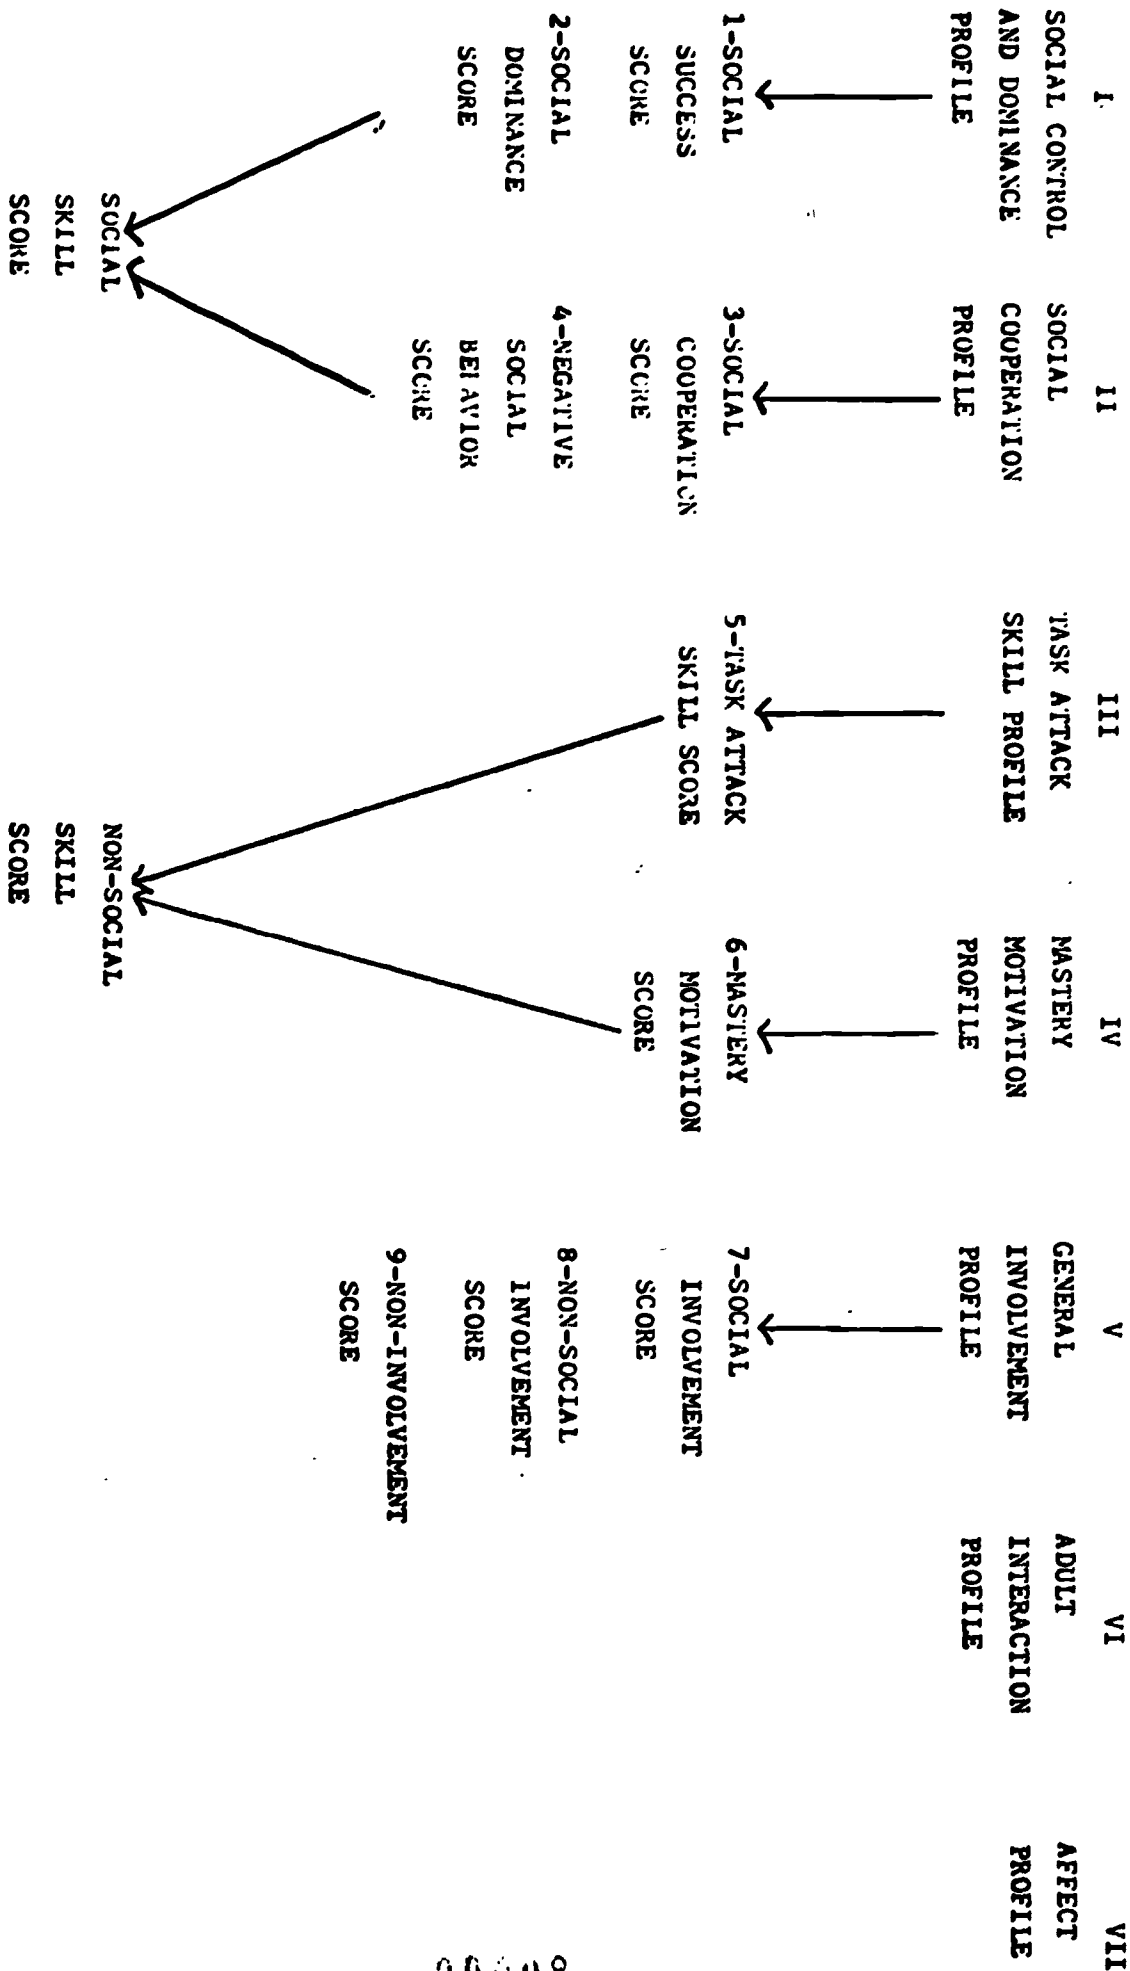 I
SOCIAL CONTROL
AND DOMINANCE
PROFILE
1-SOCIAL
SUCCESS
SCORE
2-SOCIAL
DOMINANCE
SCORE
II
SOCIAL
COOPERATION
PROFILE
3-SOCIAL
COOPERATION
SCORE
4-NEGATIVE
SOCIAL
BEHAVIOR
SCORE
SOCIAL
SKILL
SCORE
III
TASK ATTACK
SKILL PROFILE
5-TASK ATTACK
SKILL SCORE
IV
MASTERY
MOTIVATION
PROFILE
6-MASTERY
MOTIVATION
SCORE
NON-SOCIAL
SKILL
SCORE
V
GENERAL
INVOLVEMENT
PROFILE
7-SOCIAL
INVOLVEMENT
SCORE
8-NON-SOCIAL
INVOLVEMENT
SCORE
9-NON-INVOLVEMENT
SCORE
VI
ADULT
INTERACTION
PROFILE
VII
AFFECT
PROFILE